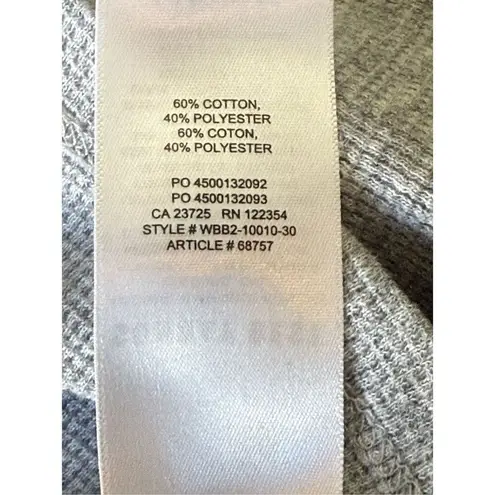 60% COTTON,
40% POLYESTER
60% COTON,
40% POLYESTER
PO 4500132092
PO 4500132093
CA 23725 RN 122354
STYLE # WBB2-10010-30
ARTICLE # 68757